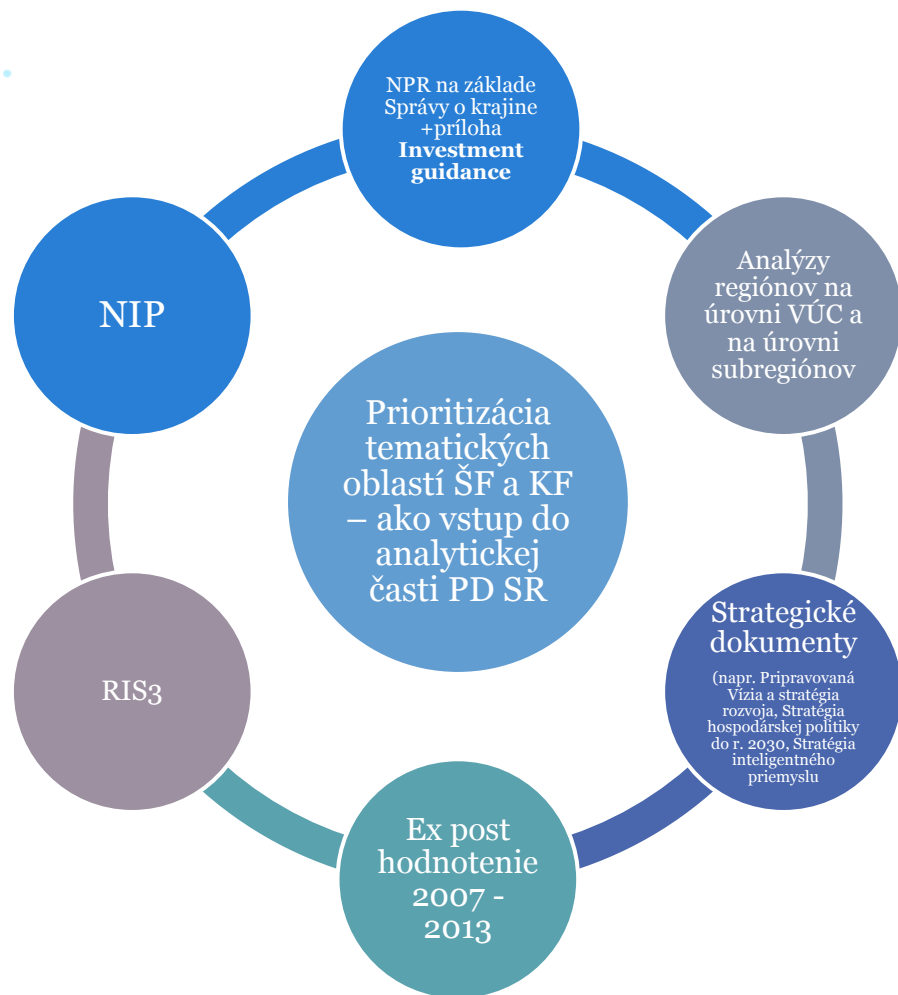 NPR na základe
Správy o krajine
+príloha
Investment
guidance
Analýzy
regiónov na
úrovni VÚC a
na úrovni
subregiónov
Strategické
dokumenty
(napr. Pripravovaná
Vízia a stratégia
rozvoja, Stratégia
hospodárskej politiky
do r. 2030, Stratégia
inteligentného
priemyslu
Ex post
hodnotenie
2007 -
2013
RIS3
NIP
Prioritizácia
tematických
oblastí ŠF a KF
– ako vstup do
analytickej
časti PD SR